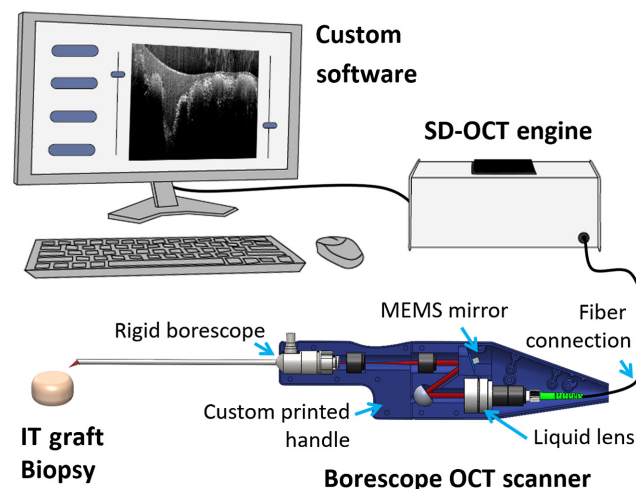 Custom
software
SD-OCT engine
MEMS mirror
Fiber
connection
Rigid borescope
Custom printed
handle
Liquid lens
IT graft
Biopsy
Borescope OCT scanner